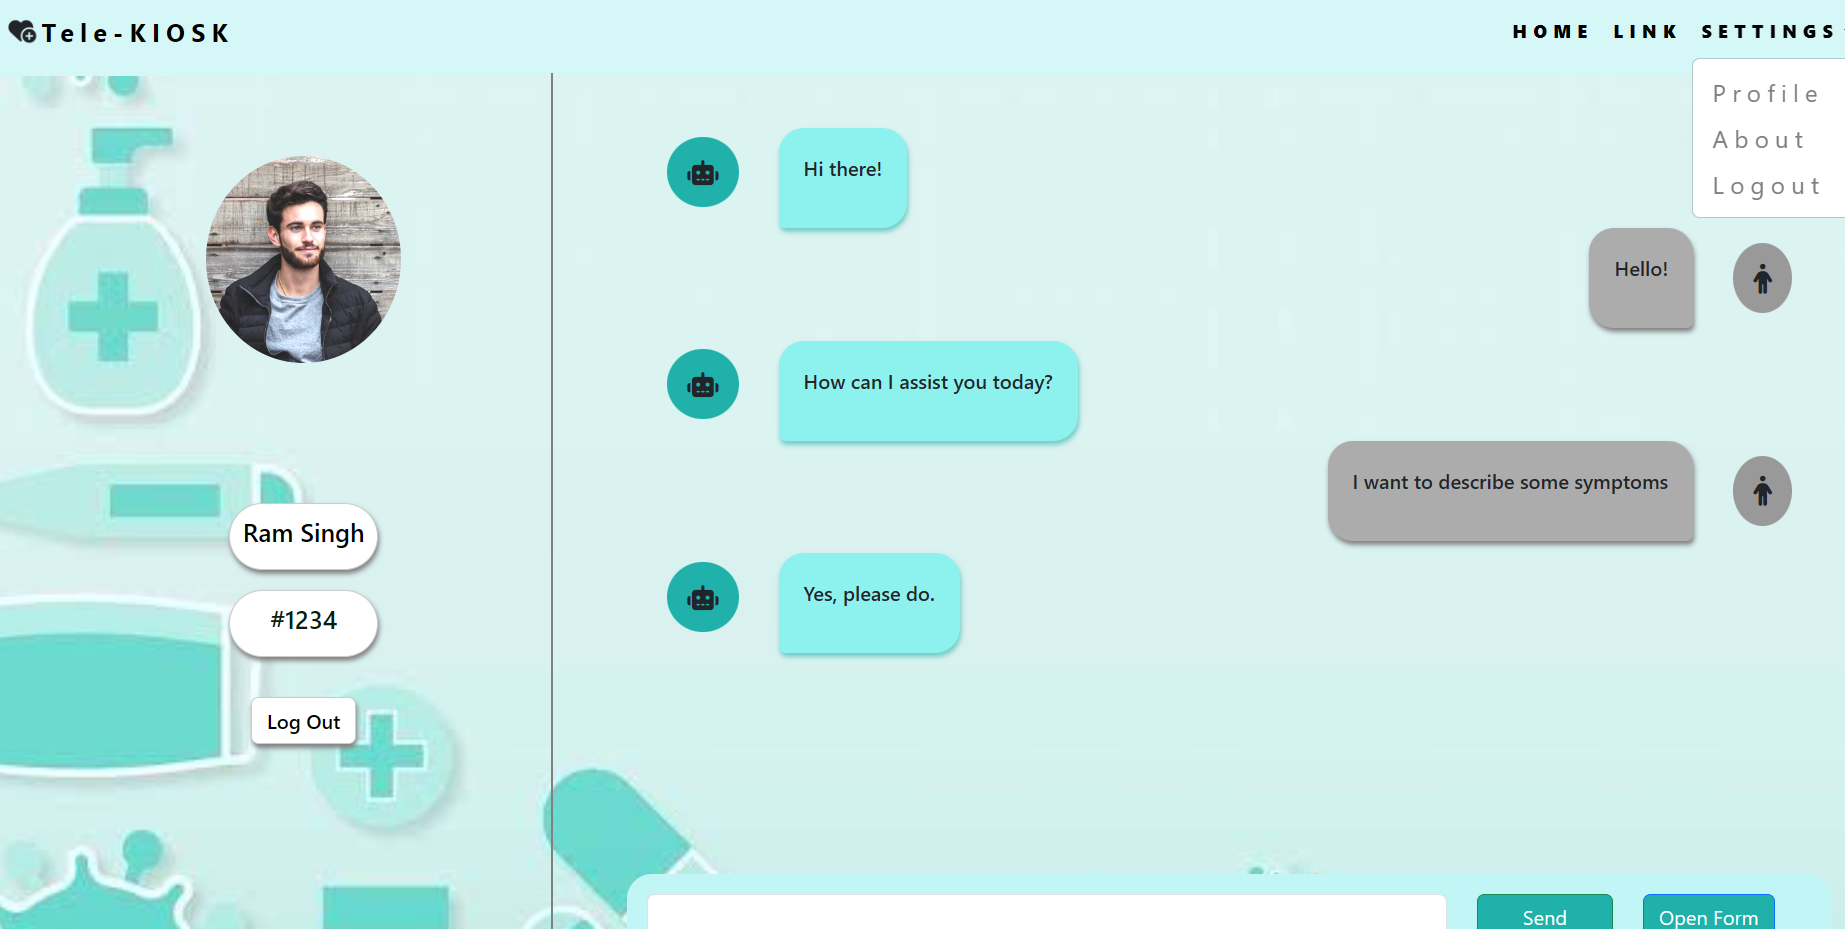 Tele-KIOSK
HOME LINK SETTINGS
Profile
About
Logout
Hi there!
Hello!
How can I assist you today?
I want to describe some symptoms
Yes, please do.
Ram Singh
#1234
Log Out
Send
Open Form